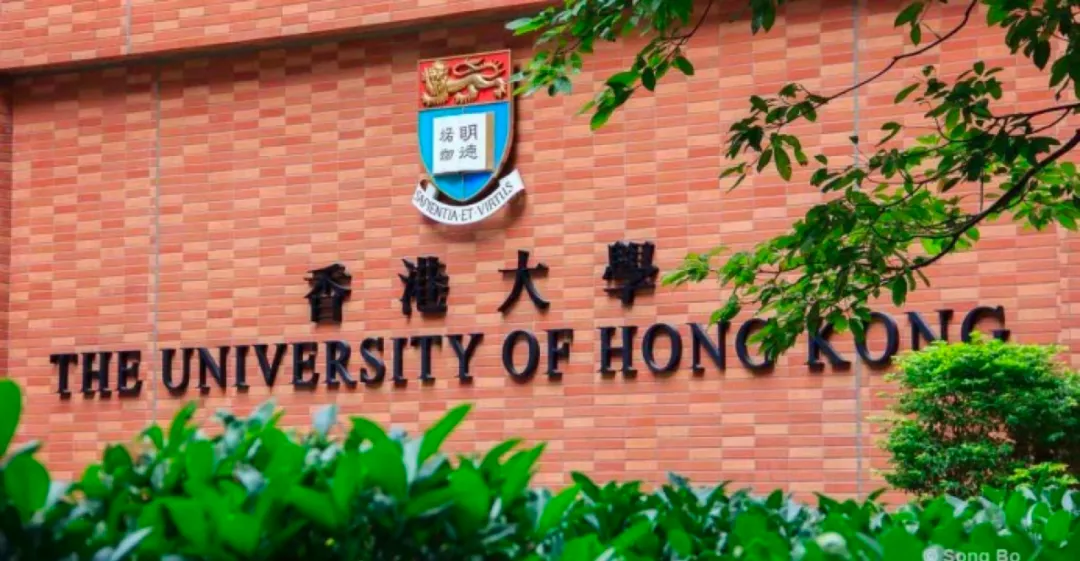 明德
格物
SAPIENTIA·ET·VIRTUS
香港大學
THE UNIVERSITY OF HONG KONG
© Song Bo